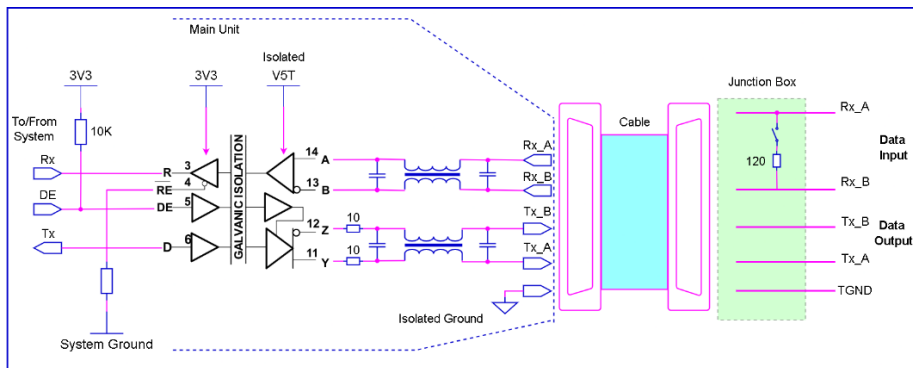 Main Unit
Isolated
3V3
3V3
V5T
Junction Box
To/From
System
10K
Cable
Rx_A
Data
Input
Rx
R
3
14
A
Rx_A
120
4
RE
13
B
Rx_B
Rx_B
DE
DE
5
GALVANIC ISOLATION
12
Z
10
Tx_B
Tx_B
Data
Output
Tx
D
6
11
Y
10
Tx_A
Tx_A
TGND
Isolated Ground
System Ground